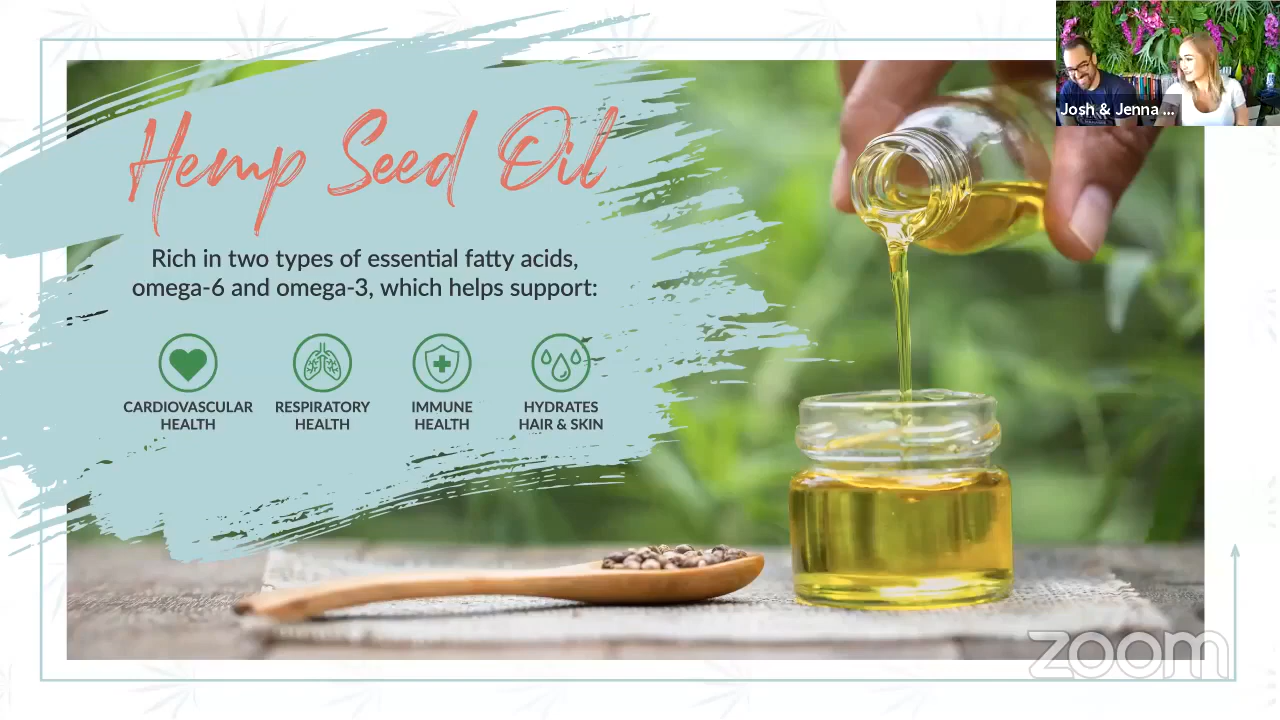 Josh & Jenna ...
Hemp Seed Oil
Rich in two types of essential fatty acids,
omega-6 and omega-3, which helps support:
CARDIOVASCULAR
HEALTH
RESPIRATORY
HEALTH
IMMUNE
HEALTH
HYDRATES
HAIR & SKIN
zoom